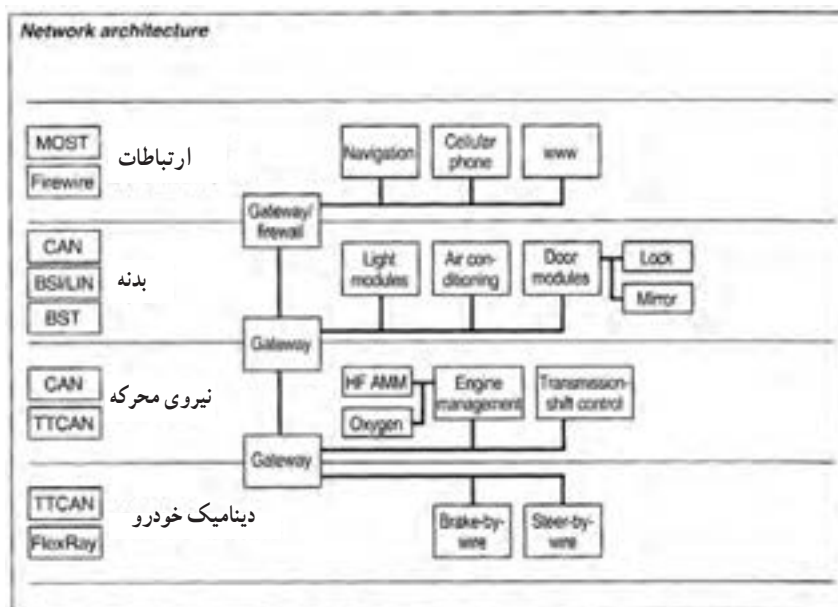 Network architecture
MOST
Firewire
ارتباطات
Navigation
Cellular
phone
www
Gateway/
firewall
CAN
BSI/LIN
BST
بدنه
Light
modules
Air con-
ditioning
Door
modules
Lock
Mirror
Gateway
CAN
TTCAN
نیروی محرکه
HF AMM
Oxygen
Engine
management
Transmission-
shift control
Gateway
TTCAN
FlexRay
دینامیک خودرو
Brake-by-
wire
Steer-by-
wire